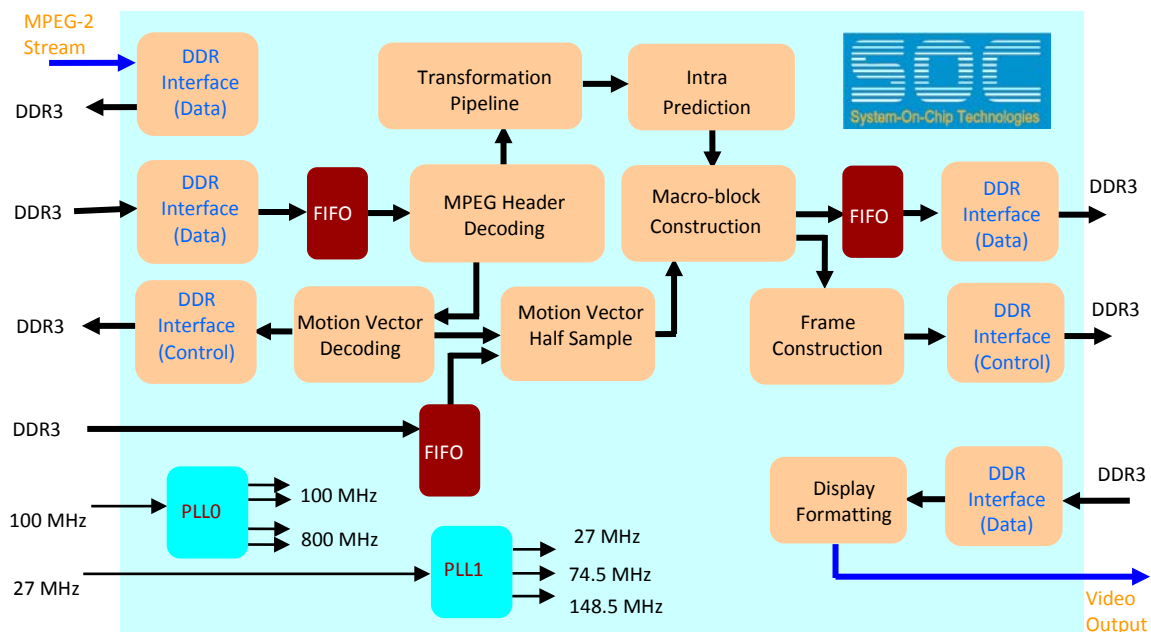 MPEG-2
Stream
DDR
Interface
(Data)
DDR3
Transformation
Pipeline
Intra
Prediction
SOC
System-On-Chip Technologies
DDR3
DDR
Interface
(Data)
FIFO
MPEG Header
Decoding
Macro-block
Construction
FIFO
DDR
Interface
(Data)
DDR3
DDR3
DDR
Interface
(Control)
Motion Vector
Decoding
Motion Vector
Half Sample
Frame
Construction
DDR
Interface
(Control)
DDR3
DDR3
FIFO
100 MHz
PLL0
100 MHz
800 MHz
27 MHz
PLL1
27 MHz
74.5 MHz
148.5 MHz
Display
Formatting
DDR
Interface
(Data)
DDR3
Video
Output